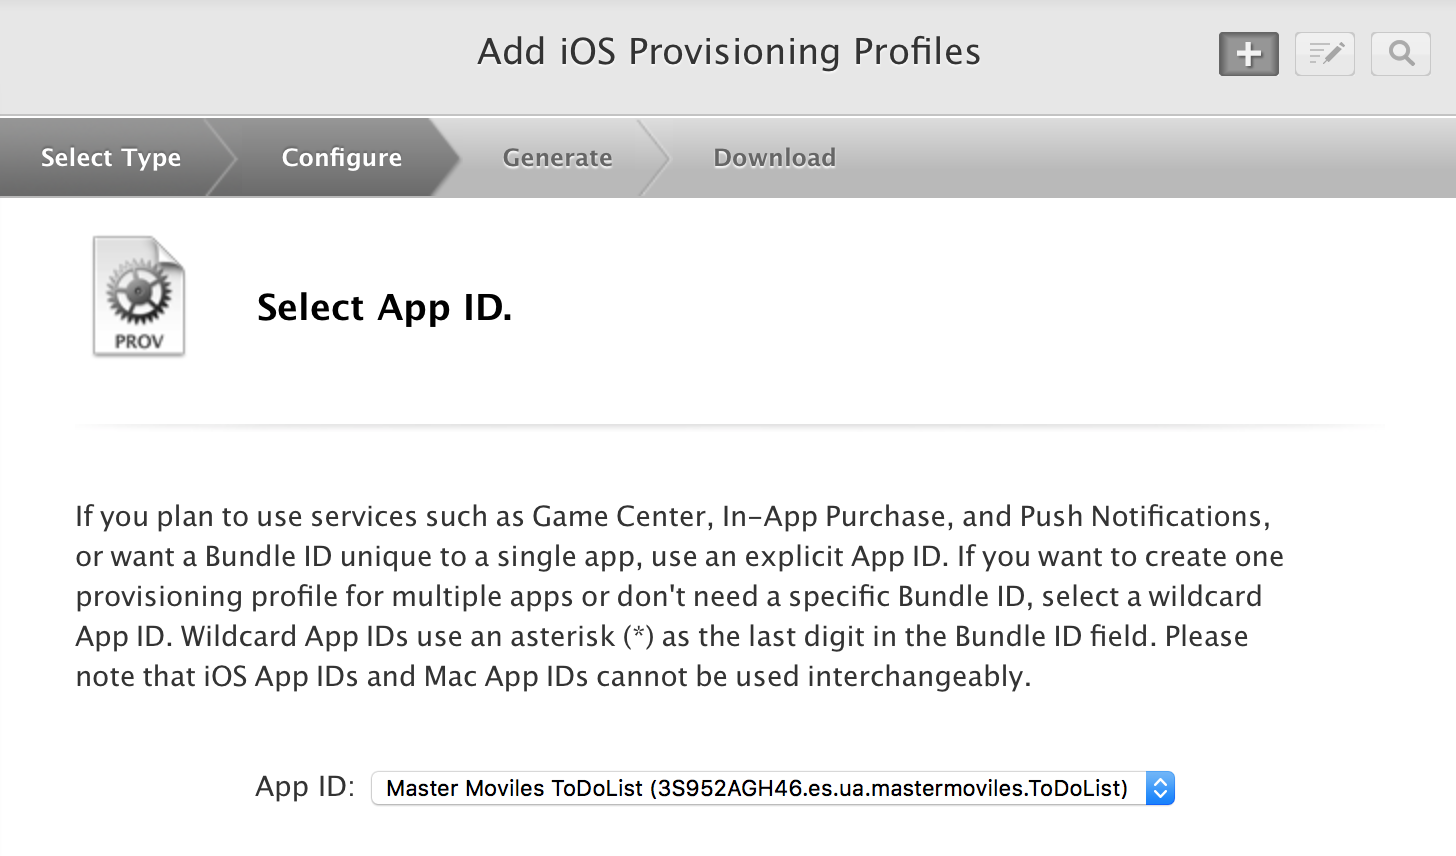 Add iOS Provisioning Profiles
Select Type
Configure
Generate
Download
PROV
Select App ID.
If you plan to use services such as Game Center, In-App Purchase, and Push Notifications,
or want a Bundle ID unique to a single app, use an explicit App ID. If you want to create one
provisioning profile for multiple apps or don't need a specific Bundle ID, select a wildcard
App ID. Wildcard App IDs use an asterisk (*) as the last digit in the Bundle ID field. Please
note that iOS App IDs and Mac App IDs cannot be used interchangeably.
App ID: Master Moviles ToDoList (3S952AGH46.es.ua.mastermoviles.ToDoList)